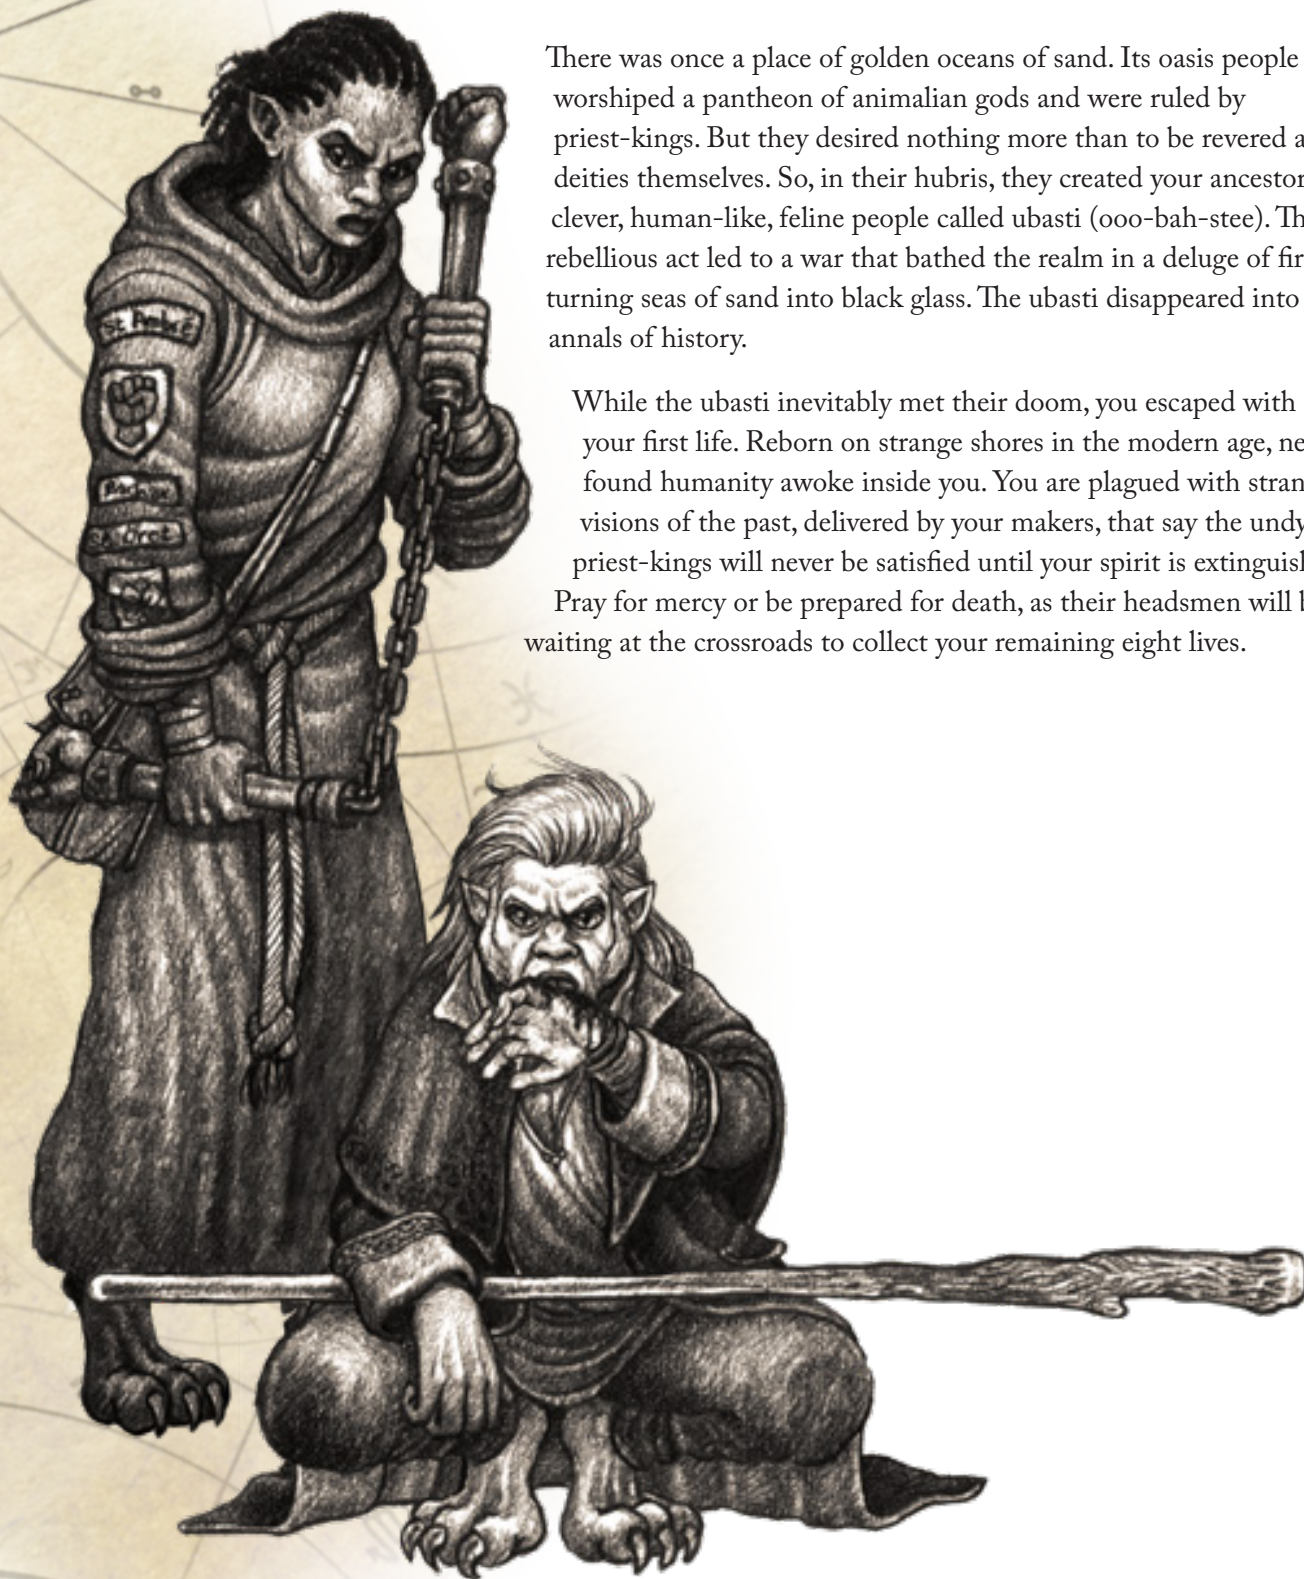 There was once a place of golden oceans of sand. Its oasis people
worshiped a pantheon of animalian gods and were ruled by
priest-kings. But they desired nothing more than to be revered a
deities themselves. So, in their hubris, they created your ancestor
clever, human-like, feline people called ubasti (ooo-bah-stee). Th
rebellious act led to a war that bathed the realm in a deluge of fir
turning seas of sand into black glass. The ubasti disappeared into
annals of history.
While the ubasti inevitably met their doom, you escaped with
your first life. Reborn on strange shores in the modern age, ne
found humanity awoke inside you. You are plagued with stran
visions of the past, delivered by your makers, that say the undy
priest-kings will never be satisfied until your spirit is extinguish
Pray for mercy or be prepared for death, as their headsmen will b
waiting at the crossroads to collect your remaining eight lives.